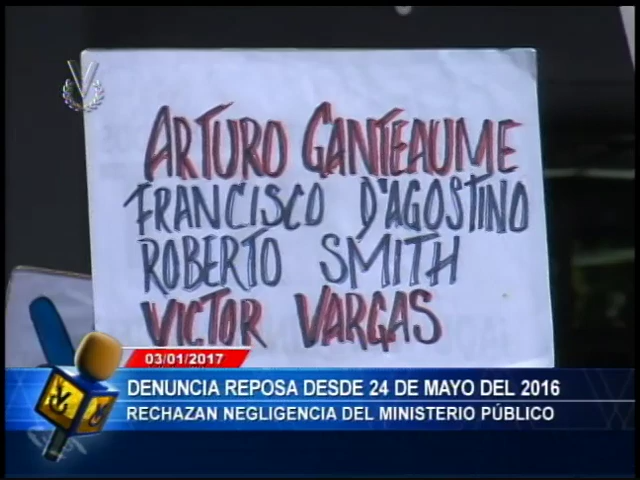 ARTURO GANTEAUME
FRANCISCO D'AGOSTINO
ROBERTO SMITH
VICTOR VARGAS
03/01/2017
DENUNCIA REPOSA DESDE 24 DE MAYO DEL 2016
RECHAZAN NEGLIGENCIA DEL MINISTERIO PÚBLICO